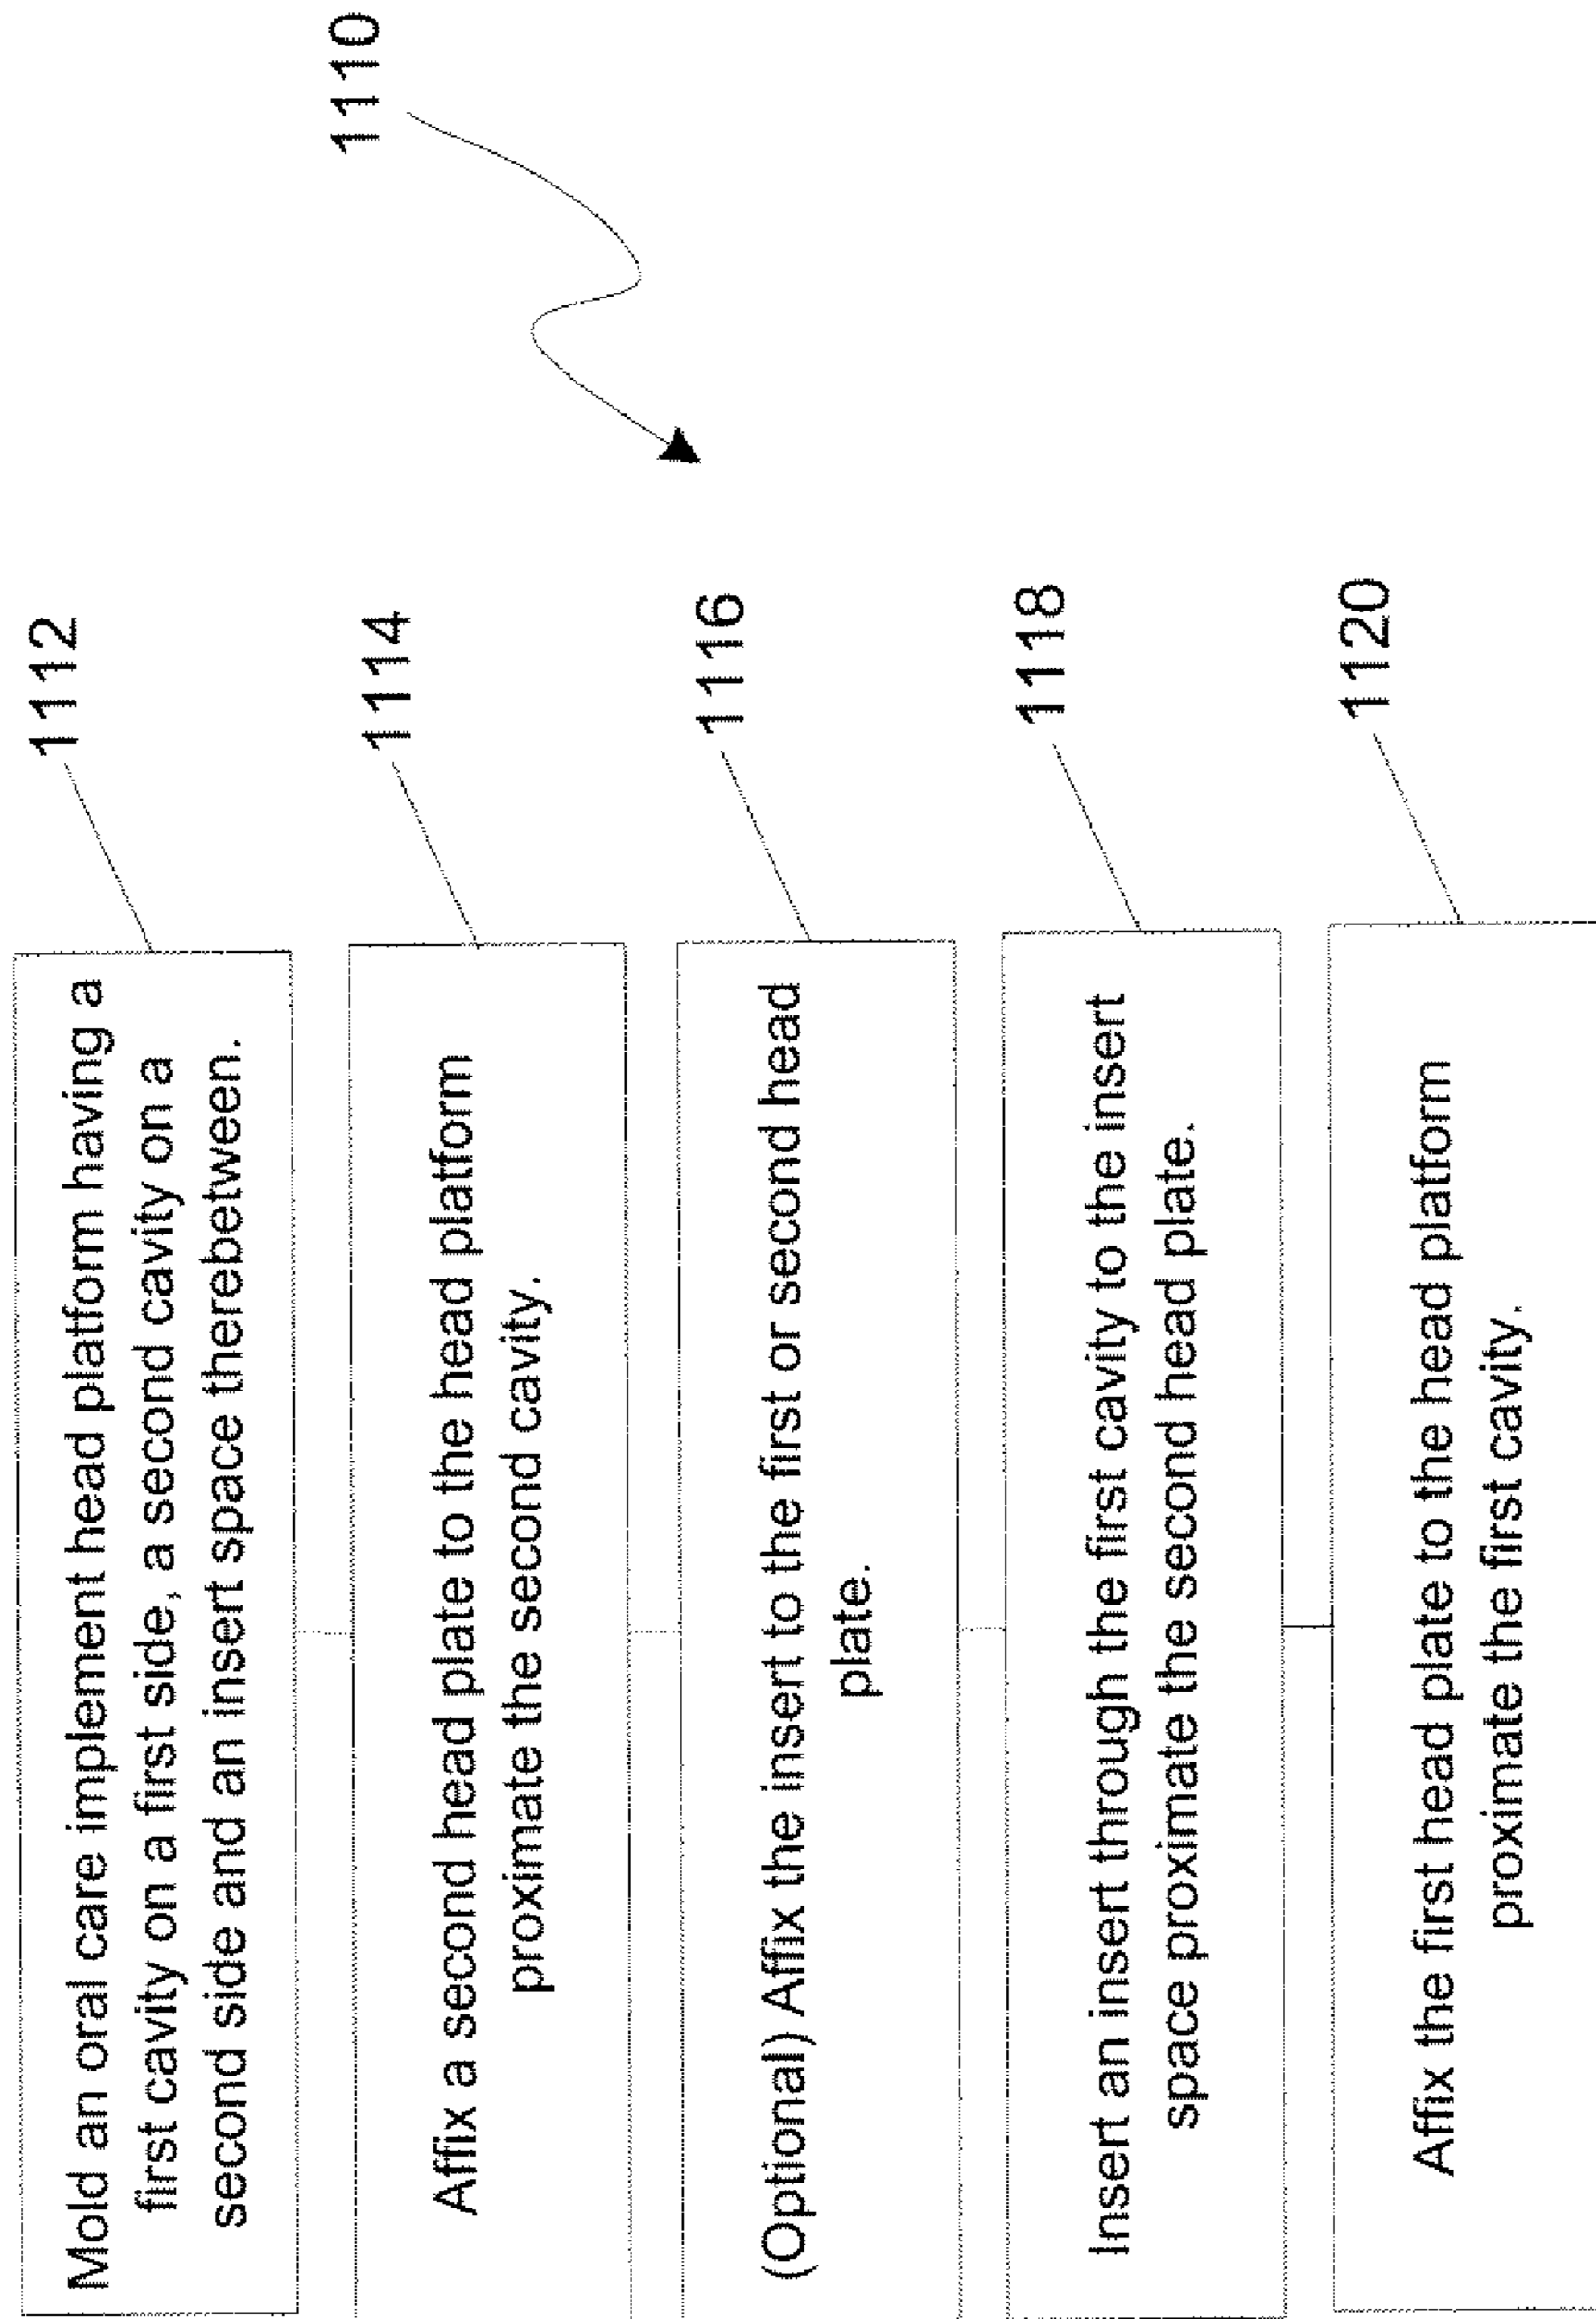 1110
Mold an oral care implement head platform having a
first cavity on a first side, a second cavity on a
second side and an insert space therebetween.
1112
Affix a second head plate to the head platform
proximate the second cavity.
1114
(Optional) Affix the insert to the first or second head
plate.
1116
Insert an insert through the first cavity to the insert
space proximate the second head plate.
1118
Affix the first head plate to the head platform
proximate the first cavity.
1120